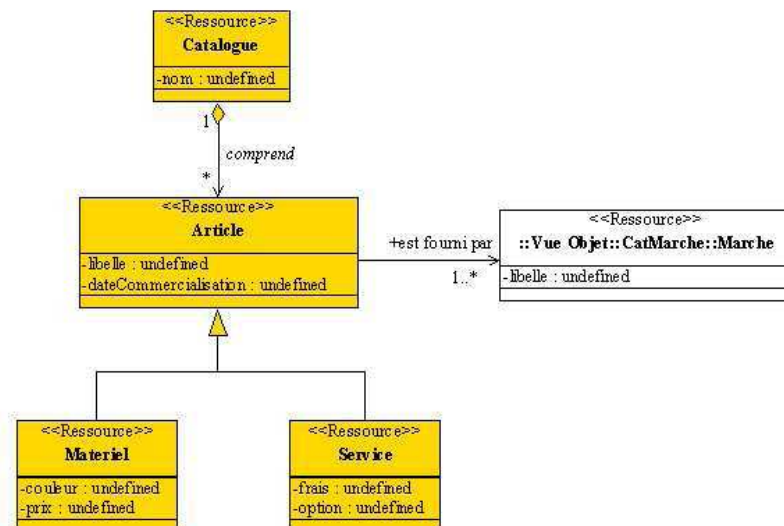 <<Ressource>>
Catalogue
-nom : undefined
1
comprend
*
<<Ressource>>
Article
-libelle : undefined
-dateCommercialisation : undefined
+est fourni par
1..*
<<Ressource>>
::Vue Objet::CatMarche::Marche
-libelle : undefined
<<Ressource>>
Materiel
-couleur : undefined
-prix : undefined
<<Ressource>>
Service
-frais : undefined
-option : undefined